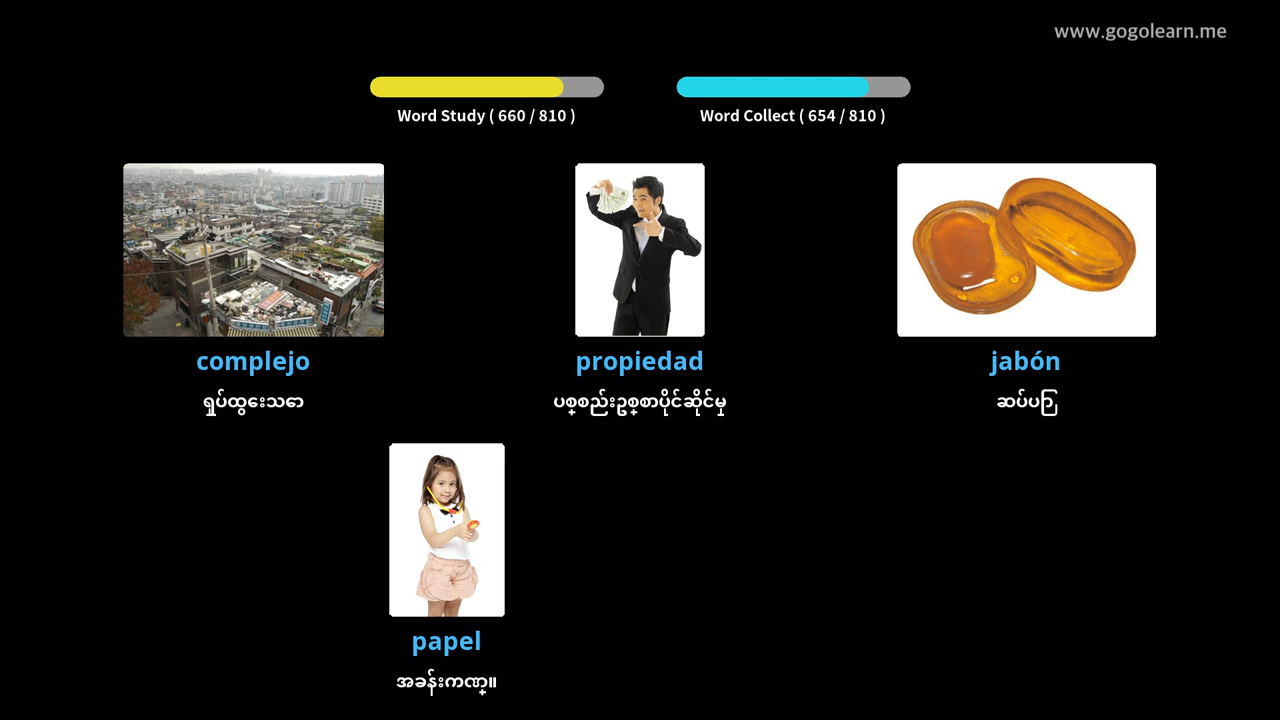 www.gogolearn.me
Word Study ( 660 / 810 )
Word Collect ( 654 / 810 )
complejo
ရှုပ်ထွေးသော
propiedad
ပစ္စည်းဥစ္စာပိုင်ဆိုင်မှု
jabón
ဆပ်ပြာ
papel
အခန်းကဏ္။